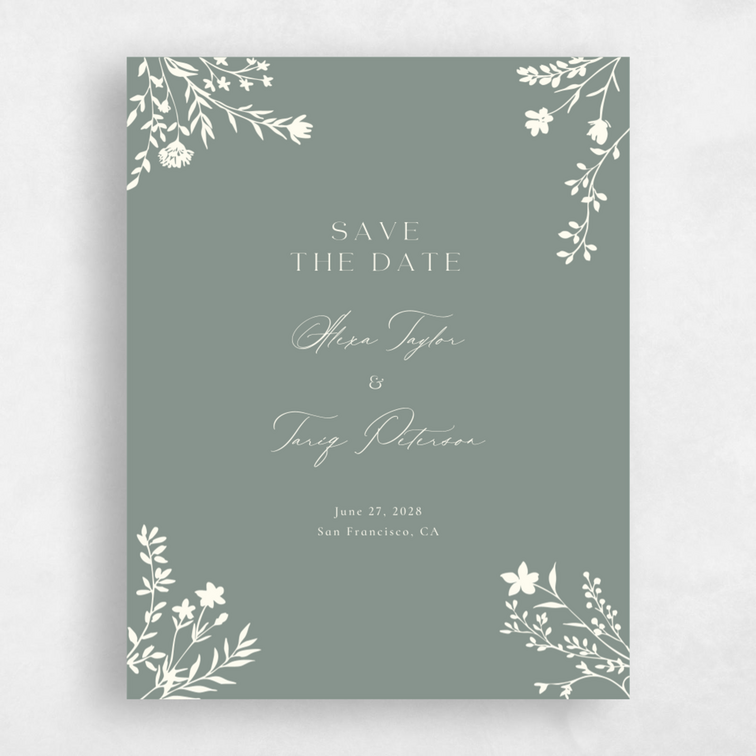 SAVE
THE DATE
Alexa Taylor
&
Tariq Peterson
June 27, 2028
San Francisco, CA